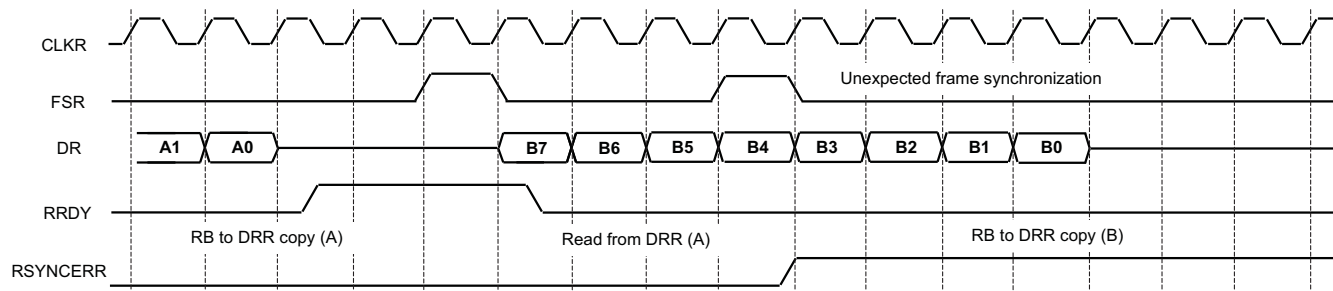 CLKR
Unexpected frame synchronization
FSR
DR A1 A0 B7 B6 B5 B4 B3 B2 B1 B0
RRDY
RB to DRR copy (A) Read from DRR (A) RB to DRR copy (B)
RSYNCERR